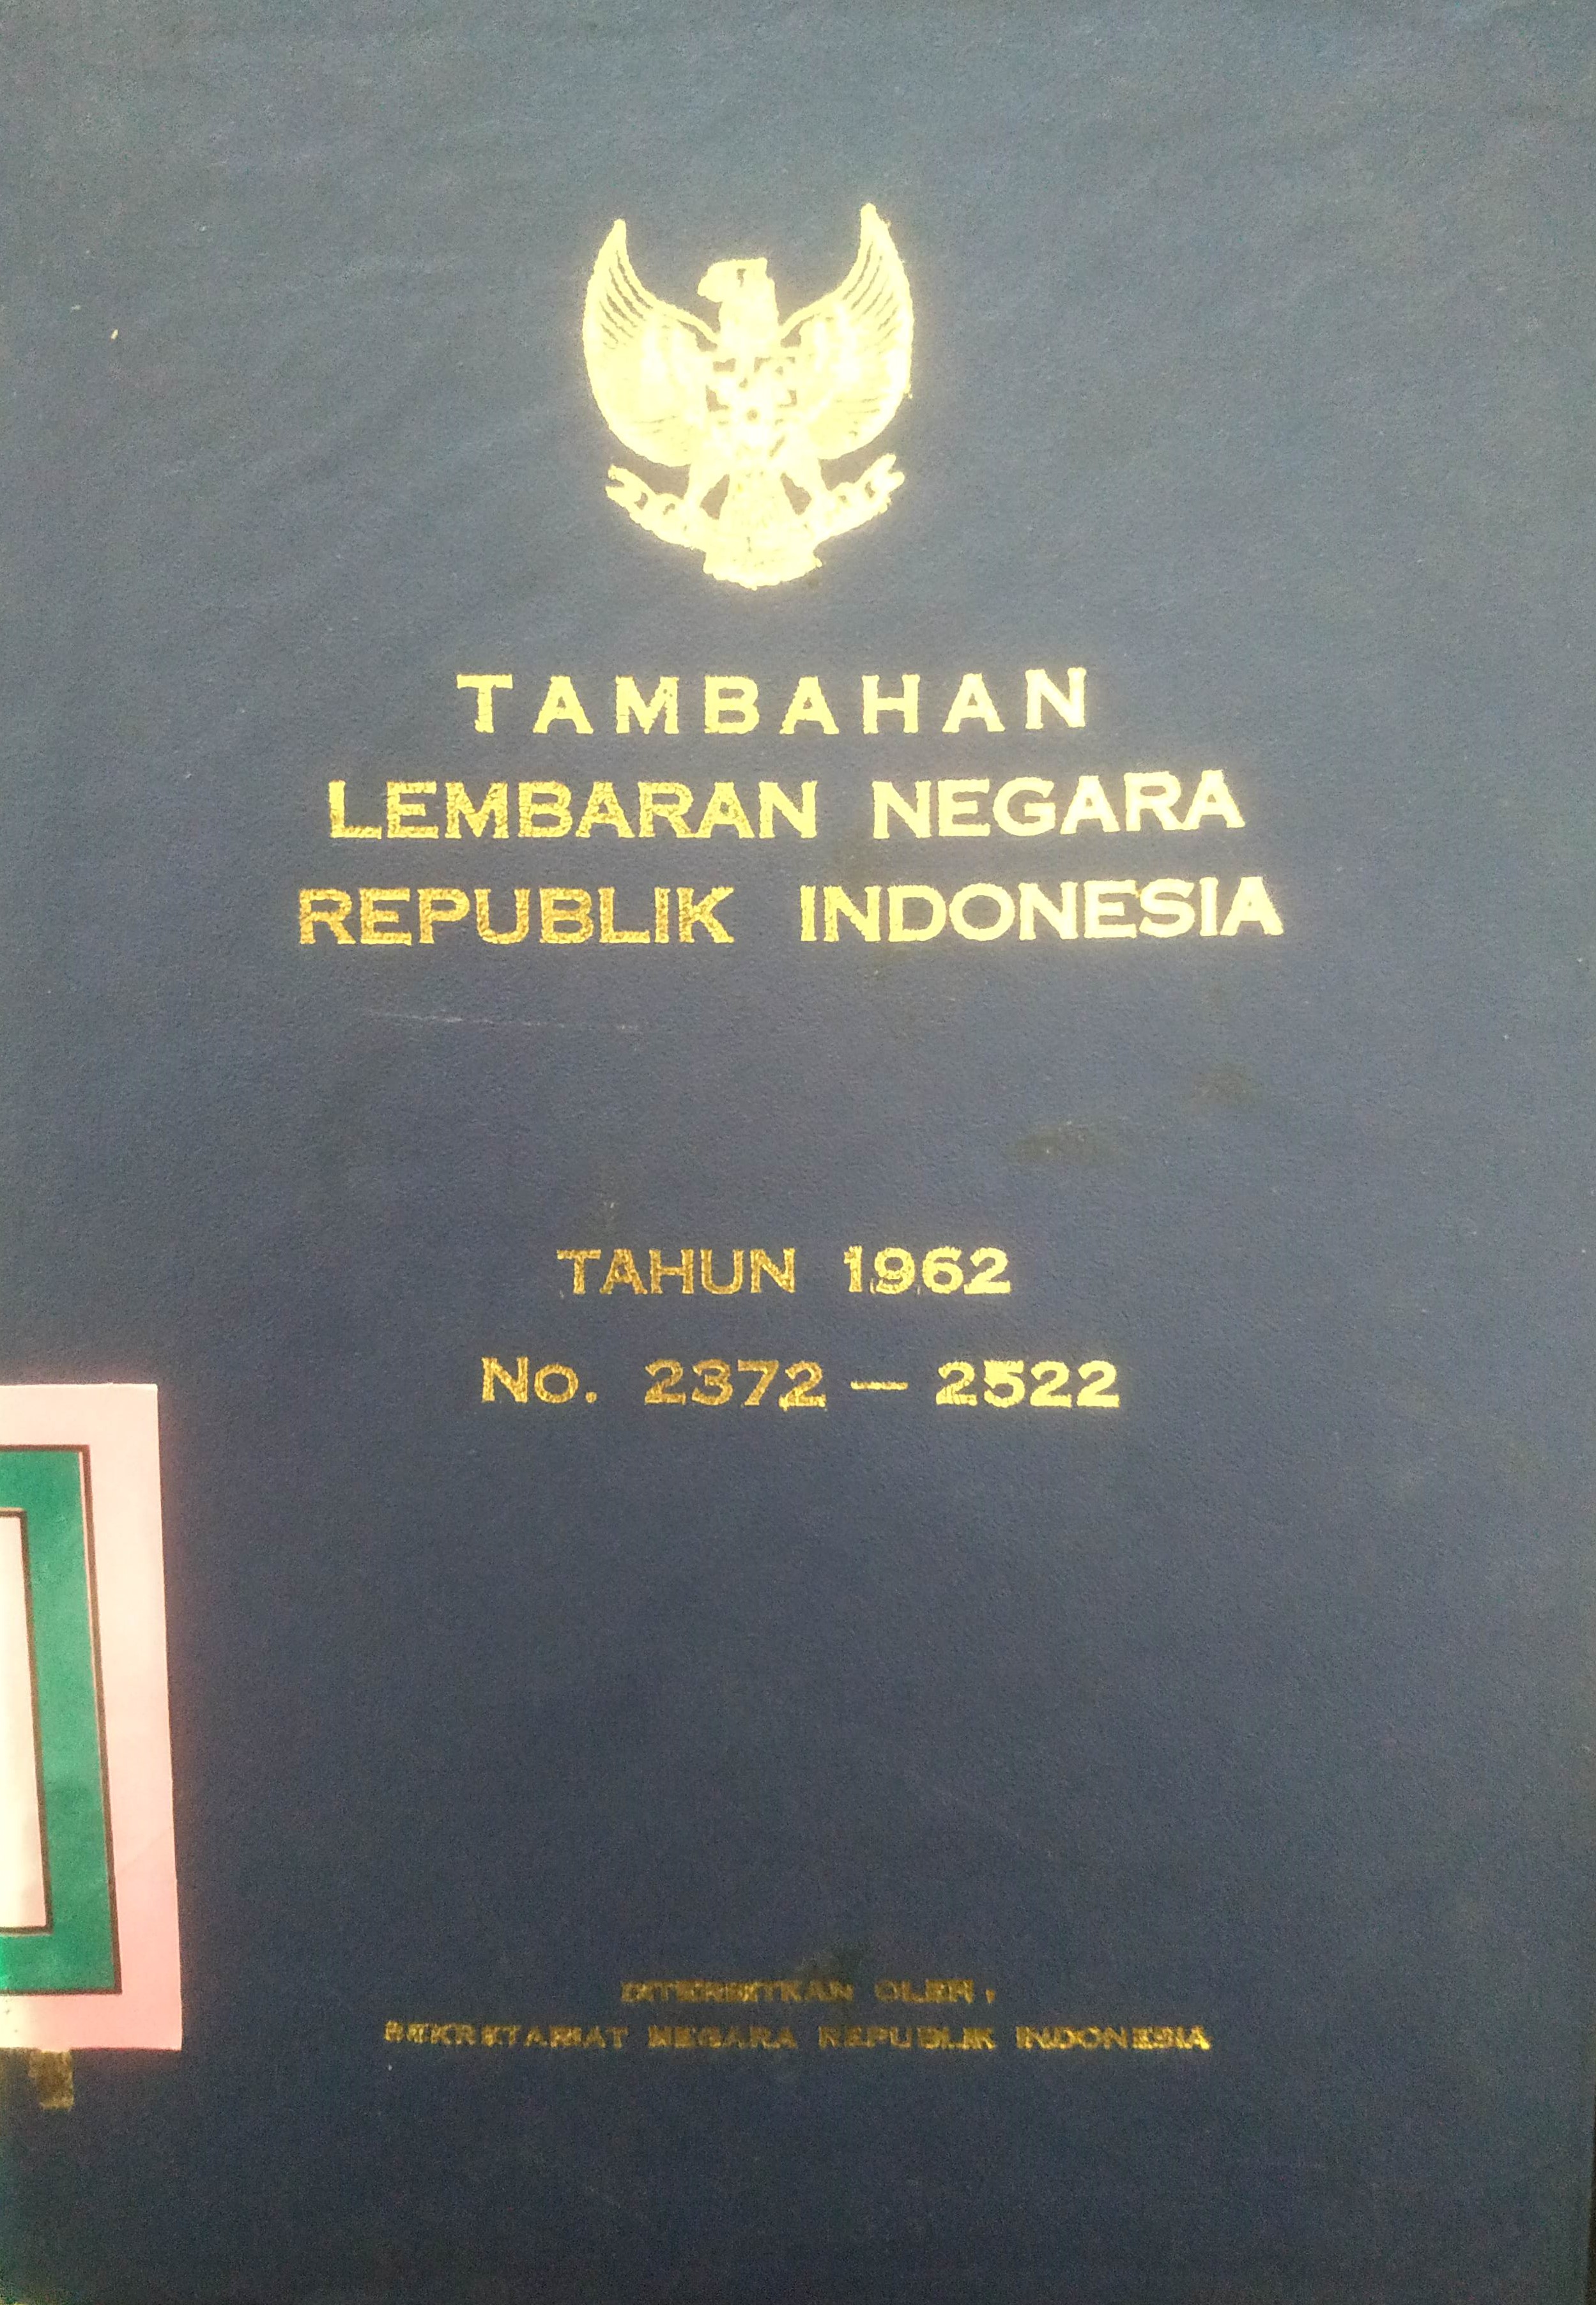 TAMBAHAN
LEMBARAN NEGARA
REPUBLIK INDONESIA
TAHUN 1962
No. 2372 — 2522
DITERBITKAN OLEH :
SEKRETARIAT NEGARA REPUBLIK INDONESIA